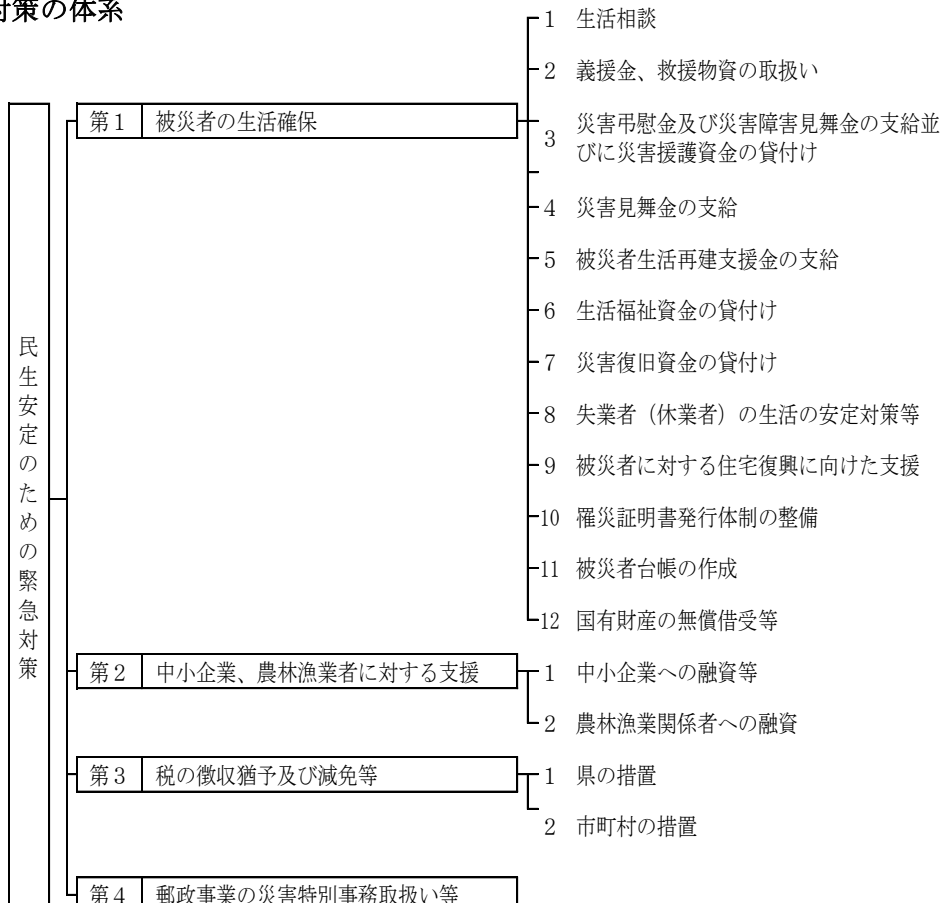 対策の体系
民生安定のための緊急対策
第1 被災者の生活確保
1 生活相談
2 義援金、救援物資の取扱い
3 災害弔慰金及び災害障害見舞金の支給並
びに災害援護資金の貸付け
4 災害見舞金の支給
5 被災者生活再建支援金の支給
6 生活福祉資金の貸付け
7 災害復旧資金の貸付け
8 失業者（休業者）の生活の安定対策等
9 被災者に対する住宅復興に向けた支援
10 罹災証明書発行体制の整備
11 被災者台帳の作成
12 国有財産の無償借受等
第2 中小企業、農林漁業者に対する支援
1 中小企業への融資等
2 農林漁業関係者への融資
第3 税の徴収猶予及び減免等
1 県の措置
2 市町村の措置
第4 郵政事業の災害特別事務取扱い等